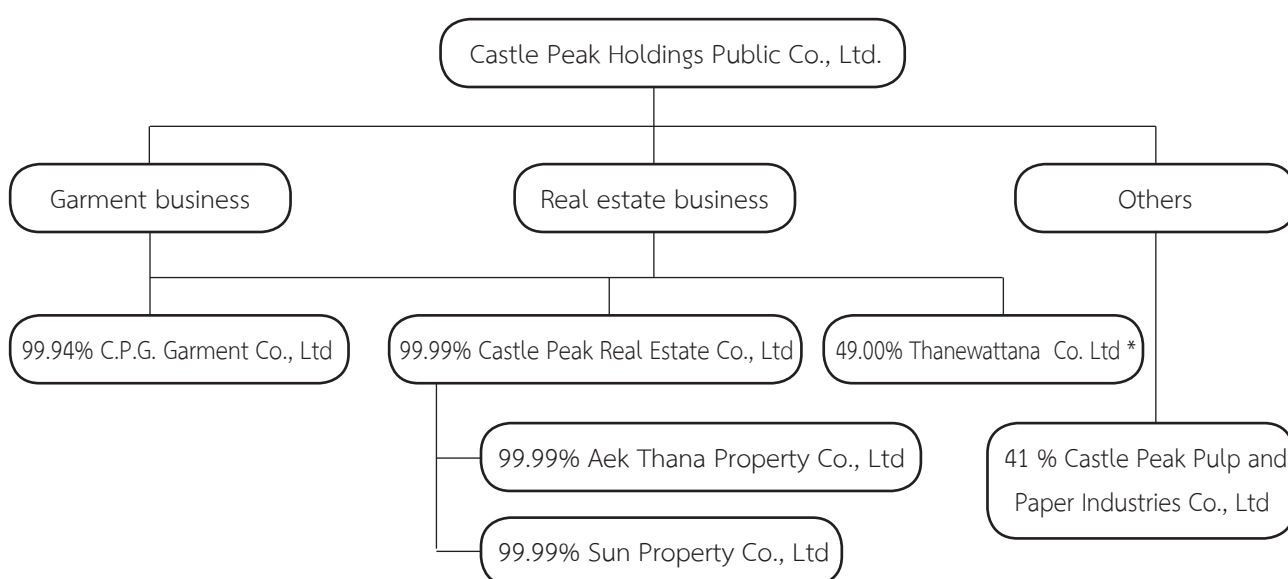 Castle Peak Holdings Public Co., Ltd.
Garment business
Real estate business
Others
99.94% C.P.G. Garment Co., Ltd
99.99% Castle Peak Real Estate Co., Ltd
49.00% Thanewattana Co. Ltd *
99.99% Aek Thana Property Co., Ltd
41 % Castle Peak Pulp and
Paper Industries Co., Ltd
99.99% Sun Property Co., Ltd